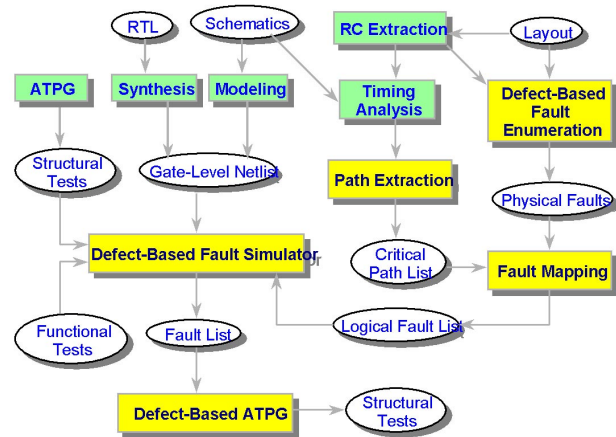 RTL
Schematics
RC Extraction
Layout
ATPG
Synthesis
Modeling
Timing
Analysis
Defect-Based
Fault
Enumeration
Structural
Tests
Gate-Level Netlist
Path Extraction
Physical Faults
Defect-Based Fault Simulator
or
Critical
Path List
Fault Mapping
Functional
Tests
Fault List
Logical Fault List
Defect-Based ATPG
Structural
Tests